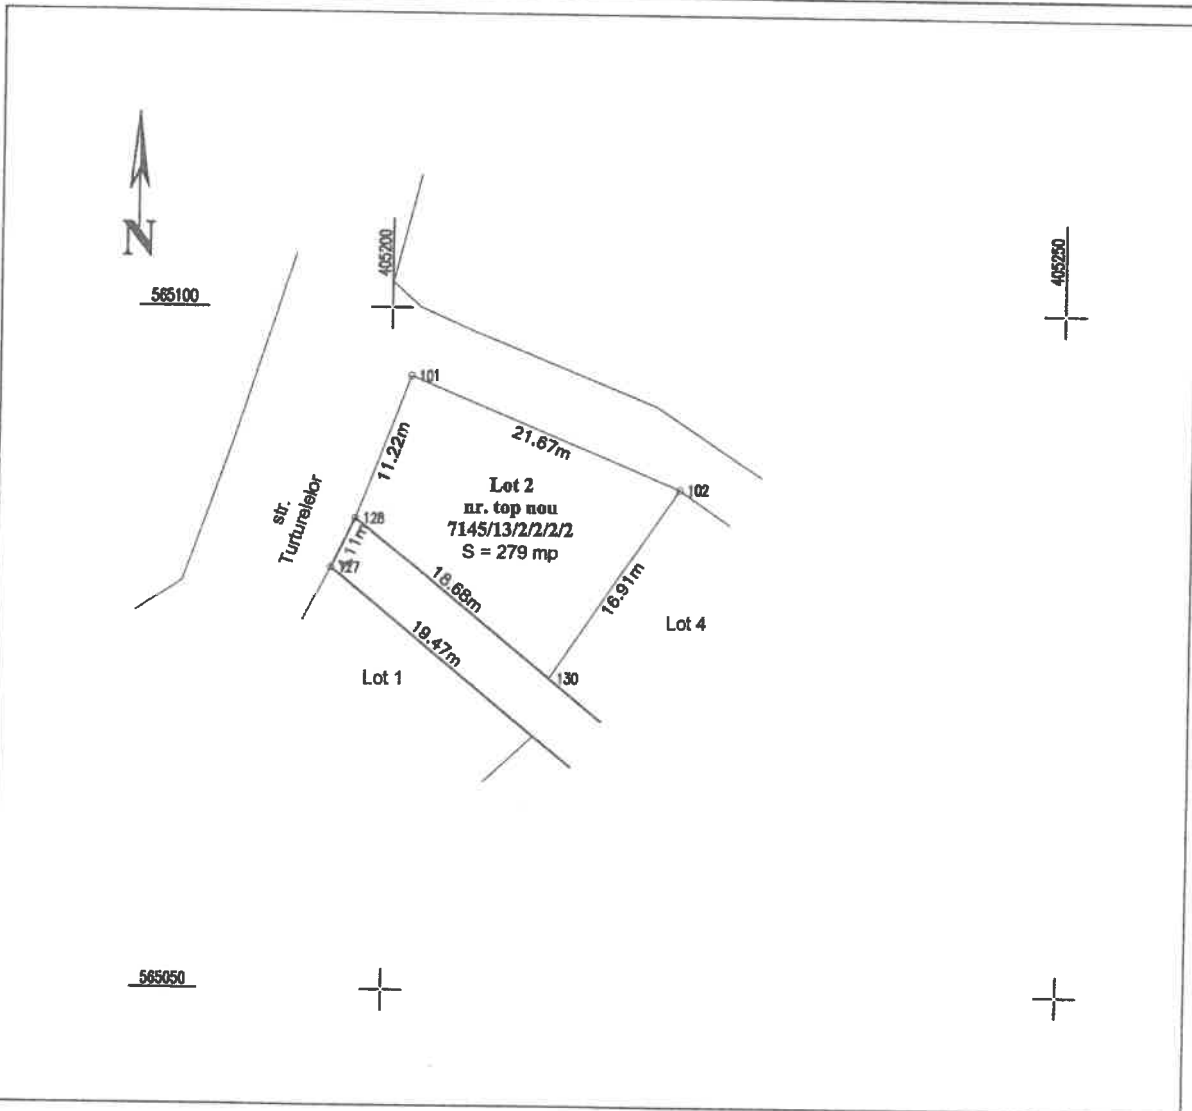 N
405200
405250
565100
101
21.67m
11.22m
Lot 2
nr. top nou
7145/13/2/2/2/2
S = 279 mp
102
str.
Turturelelor
128
127
18.68m
16.91m
Lot 4
19.47m
Lot 1
130
565050